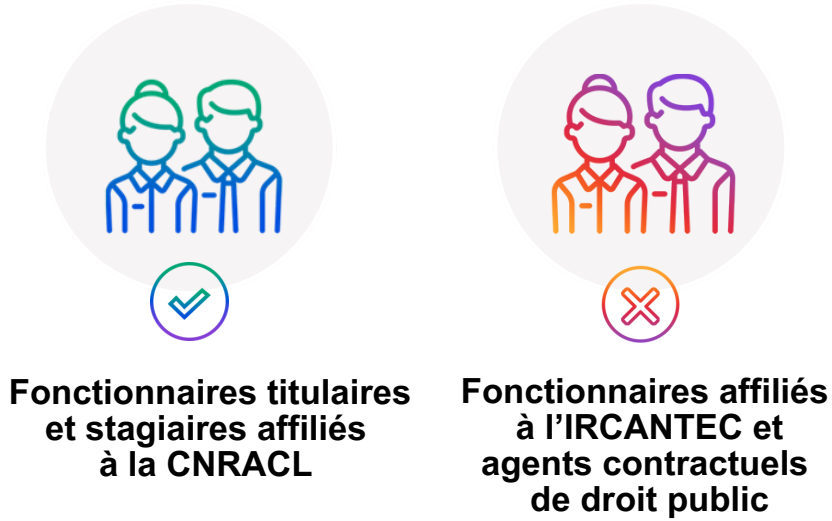 Fonctionnaires titulaires
et stagiaires affiliés
à la CNRACL
Fonctionnaires affiliés
à l’IRCANTEC et
agents contractuels
de droit public